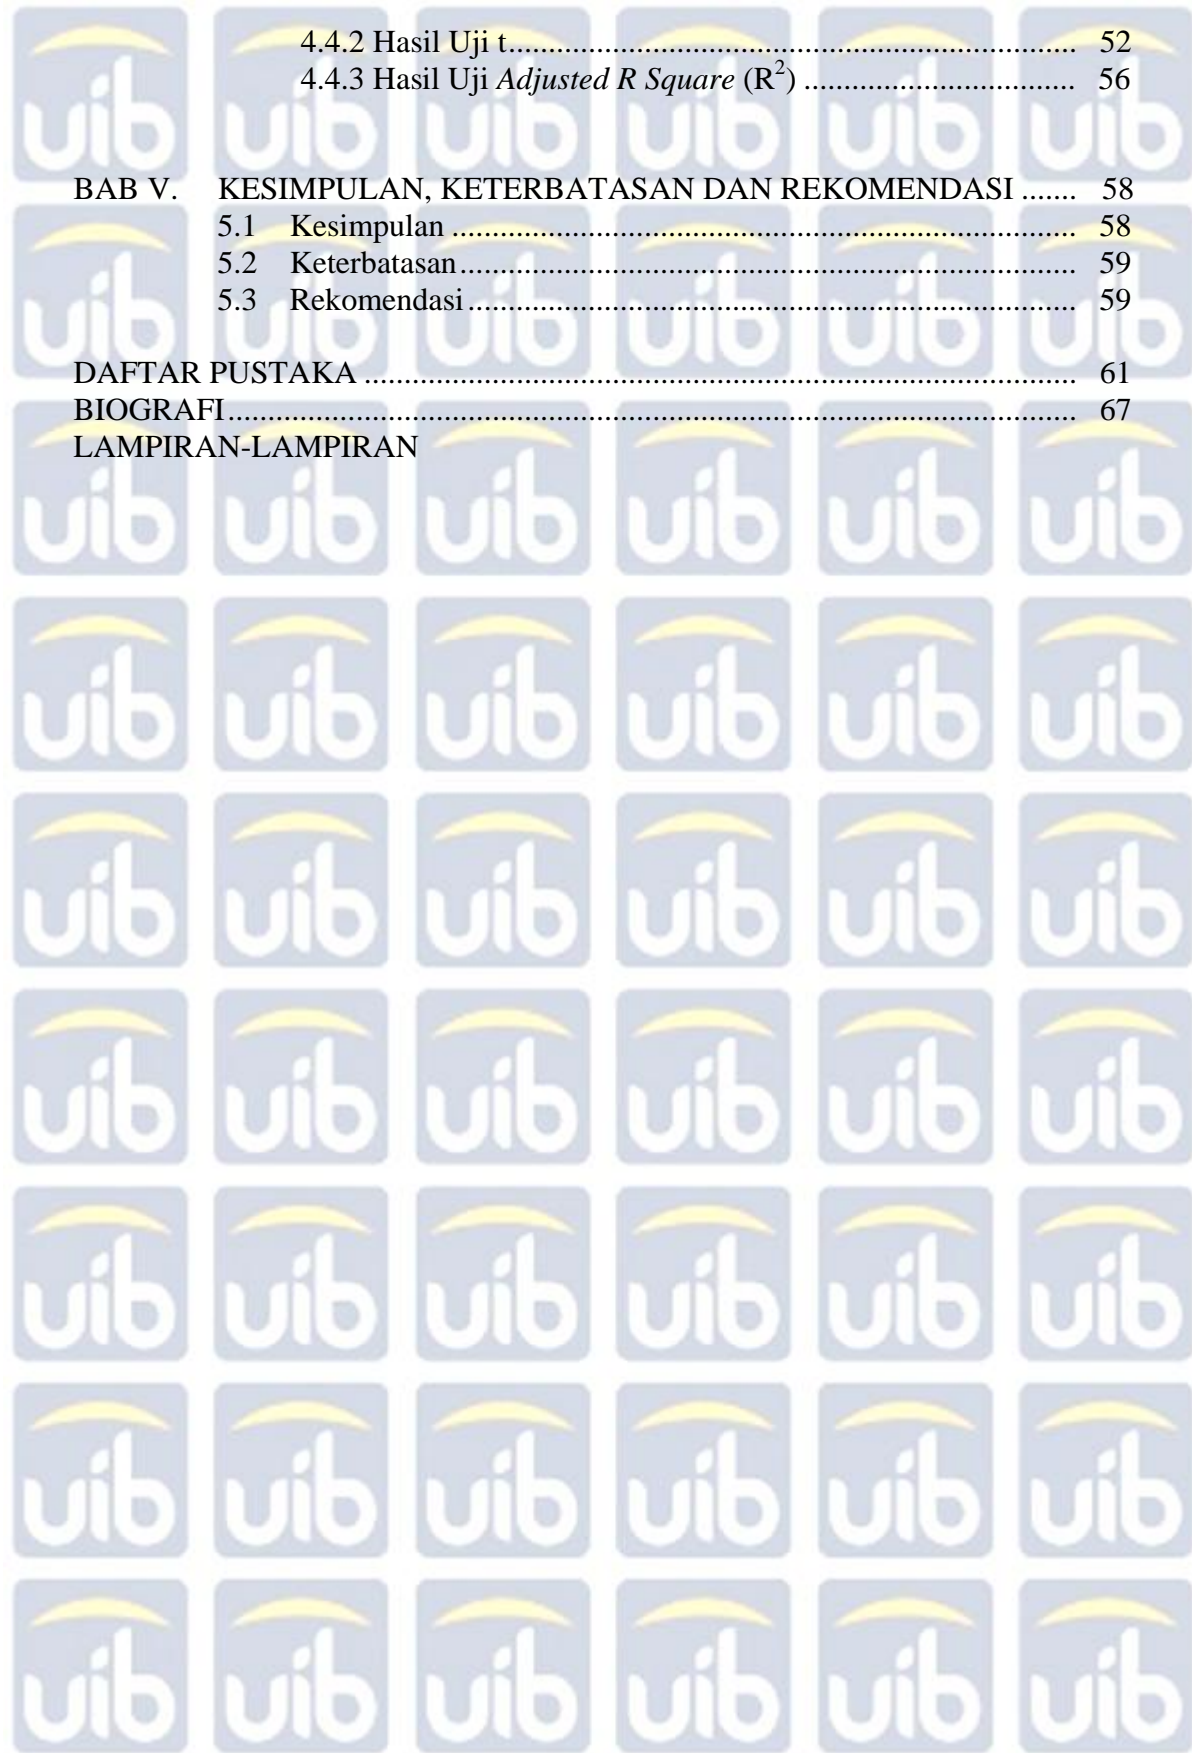 4.4.2 Hasil Uji t....................................................................... 52
4.4.3 Hasil Uji Adjusted R Square (R²) .................................. 56
BAB V. KESIMPULAN, KETERBATASAN DAN REKOMENDASI ....... 58
5.1 Kesimpulan .............................................................................. 58
5.2 Keterbatasan............................................................................. 59
5.3 Rekomendasi............................................................................ 59
DAFTAR PUSTAKA ......................................................................................... 61
BIOGRAFI.......................................................................................................... 67
LAMPIRAN-LAMPIRAN